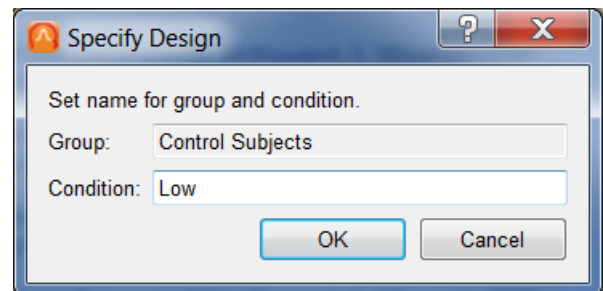 Specify Design
?
X
Set name for group and condition.
Group: Control Subjects
Condition: Low
OK Cancel